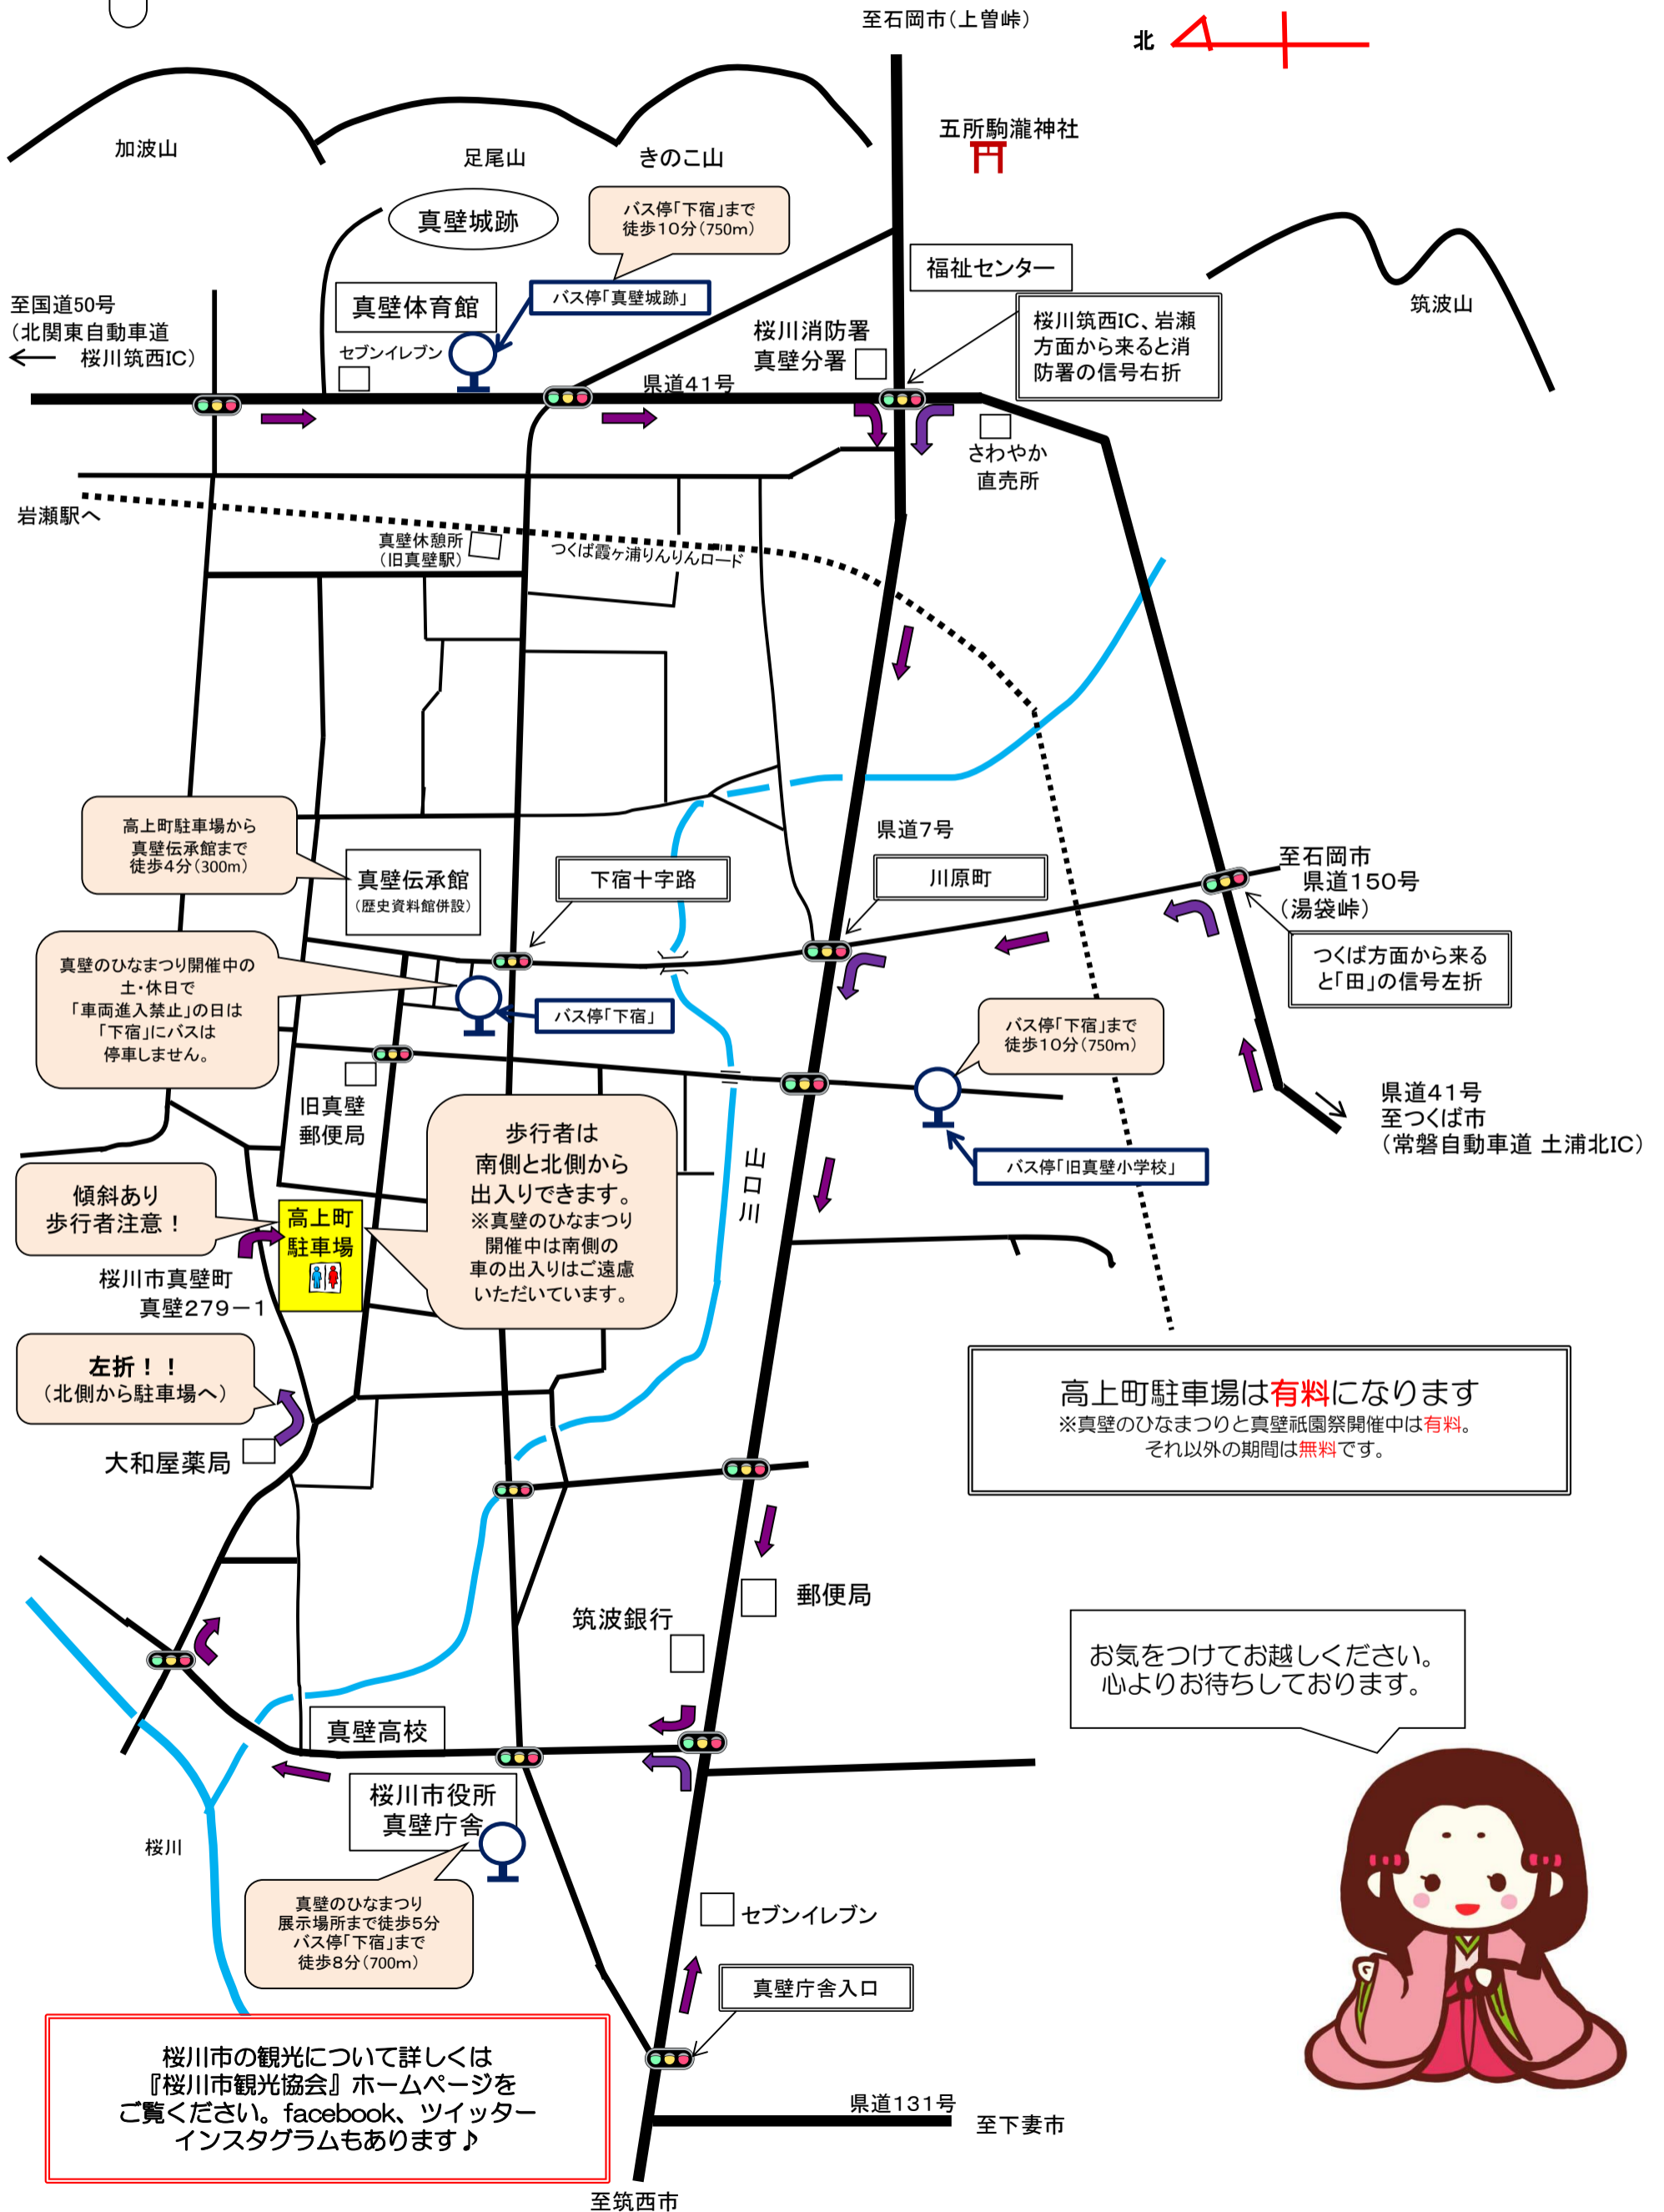 至石岡市(上曽峠)
北
五所駒瀧神社
加波山
足尾山
きのこ山
真壁城跡
バス停「下宿」まで
徒歩10分(750m)
福祉センター
至国道50号
(北関東自動車道
桜川筑西IC)
真壁体育館
バス停「真壁城跡」
セブンイレブン
桜川消防署
真壁分署
桜川筑西IC、岩瀬
方面から来ると消
防署の信号右折
筑波山
県道41号
さわやか
直売所
岩瀬駅へ
真壁休憩所
(旧真壁駅)
つくば霞ヶ浦りんりんロード
高上町駐車場から
真壁伝承館まで
徒歩4分(300m)
真壁伝承館
(歴史資料館併設)
下宿十字路
県道7号
川原町
至石岡市
県道150号
(湯袋峠)
つくば方面から来る
と「田」の信号左折
真壁のひなまつり開催中の
土・休日で
「車両進入禁止」の日は
「下宿」にバスは
停車しません。
バス停「下宿」
バス停「下宿」まで
徒歩10分(750m)
旧真壁
郵便局
県道41号
至つくば市
(常磐自動車道 土浦北IC)
バス停「旧真壁小学校」
歩行者は
南側と北側から
出入りできます。
※真壁のひなまつり
開催中は南側の
車の出入りはご遠慮
いただいています。
山口川
傾斜あり
歩行者注意!
高上町
駐車場
桜川市真壁町
真壁279-1
左折!!
(北側から駐車場へ)
大和屋薬局
高上町駐車場は有料になります
※真壁のひなまつりと真壁祇園祭開催中は有料。
それ以外の期間は無料です。
郵便局
筑波銀行
お気をつけてお越しください。
心よりお待ちしております。
真壁高校
桜川市役所
真壁庁舎
桜川
真壁のひなまつり
展示場所まで徒歩5分
バス停「下宿」まで
徒歩8分(700m)
セブンイレブン
真壁庁舎入口
桜川市の観光について詳しくは
『桜川市観光協会』ホームページを
ご覧ください。facebook、ツイッター
インスタグラムもあります♪
県道131号
至下妻市
至筑西市